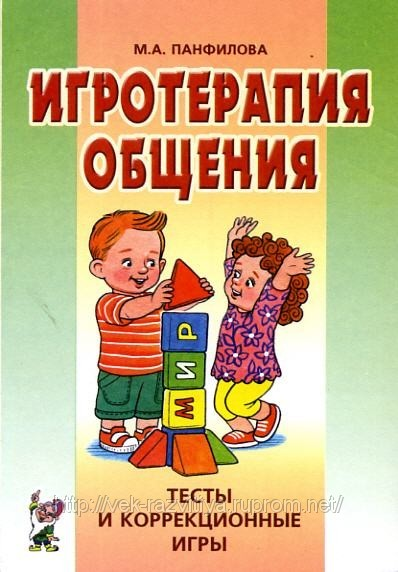 М.А. ПАНФИЛОВА
ИГРОТЕРАПИЯ
ОБЩЕНИЯ
Р
И
М
ТЕСТЫ
http://vek-razvitiya.ruprom.net/
И КОРРЕКЦИОННЫЕ
ИГРЫ